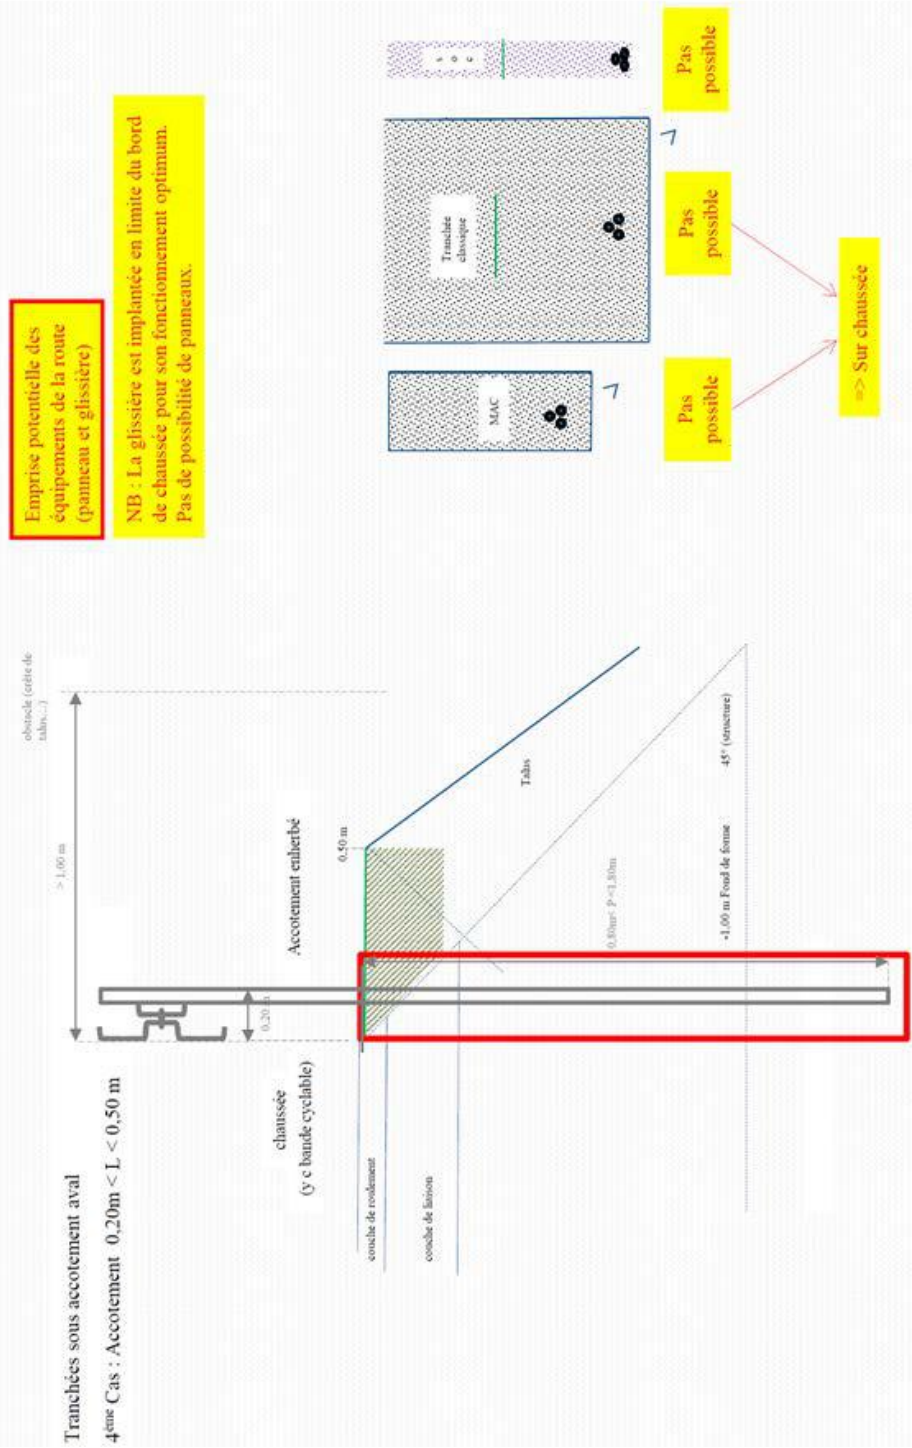 Tranchées sous accotement aval
4ème Cas : Accotement 0,20m < L < 0,50 m
Emprise potentielle des
équipements de la route
(panneau et glissière)
NB : La glissière est implantée en limite du bord
de chaussée pour son fonctionnement optimum.
Pas de possibilité de panneaux.
obstacle (crête de
talus...)
> 1,00 m
0,20 m
chaussée
(y c bande cyclable)
Accotement enherbé
0,50 m
couche de roulement
couche de liaison
Talus
0,80m< P <1,80m
-1,00 m Fond de forme
45° (structure)
MAC
Tranchée
classique
s
o
c
Pas
possible
Pas
possible
Pas
possible
=> Sur chaussée